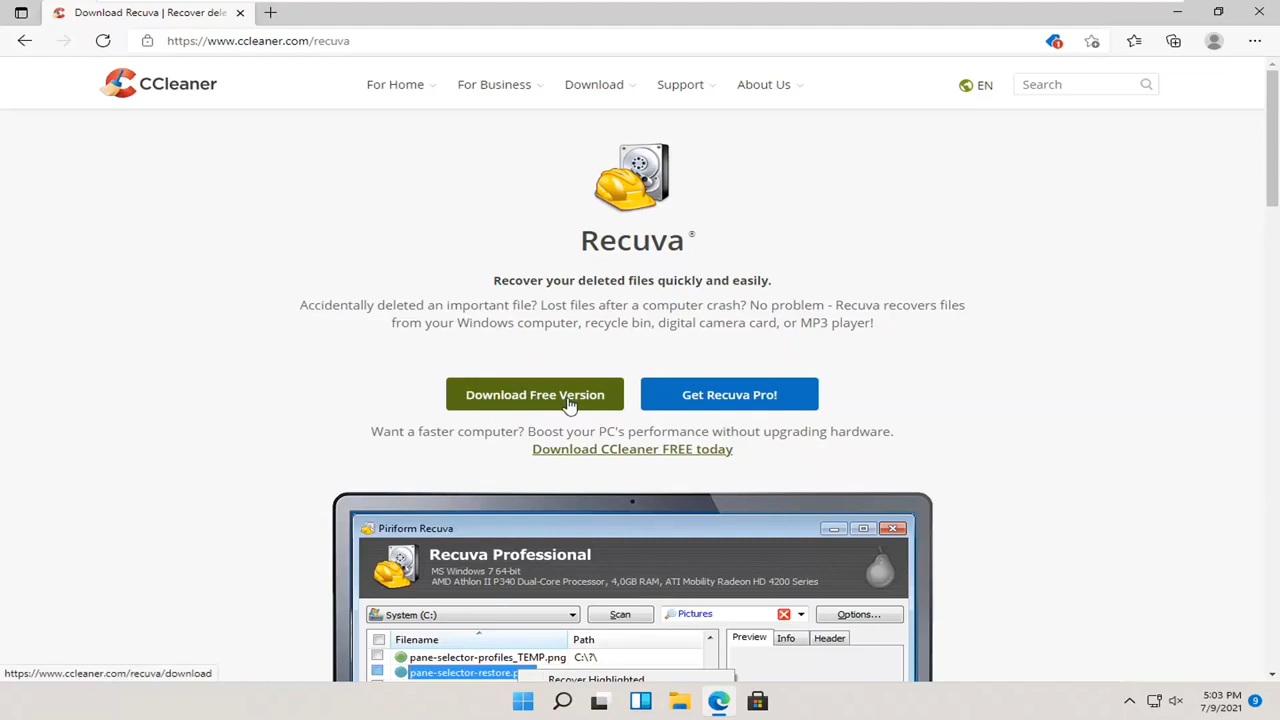 Download Recuva | Recover dele
https://www.ccleaner.com/recuva
1
CCleaner
For Home
For Business
Download
Support
About Us
EN
Search
Recuva®
Recover your deleted files quickly and easily.
Accidentally deleted an important file? Lost files after a computer crash? No problem - Recuva recovers files
from your Windows computer, recycle bin, digital camera card, or MP3 player!
Download Free Version
Get Recuva Pro!
Want a faster computer? Boost your PC's performance without upgrading hardware.
Download CCleaner FREE today
Piriform Recuva
Recuva Professional
MS Windows 7 64-bit
AMD Athlon II P340 Dual-Core Processor, 4,0GB RAM, ATI Mobility Radeon HD 4200 Series
System (C:)
Scan
Pictures
Options...
Filename
Path
Preview
Info
Header
pane-selector-profiles_TEMP.png
C:\?\
pane-selector-restore.p
Recover Highlighted
https://www.ccleaner.com/recuva/download
5:03 PM
7/9/2021
9